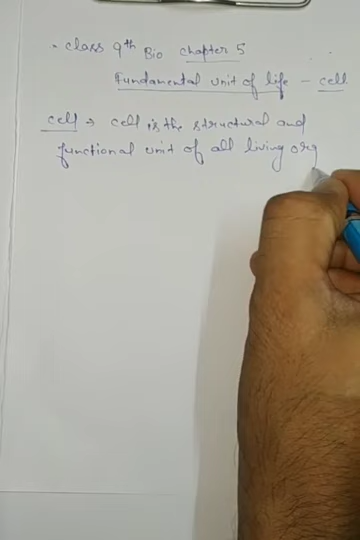 • Class 9th Bio chapter 5
Fundamental unit of life - cell
cell → cell is the structural and
functional unit of all living org